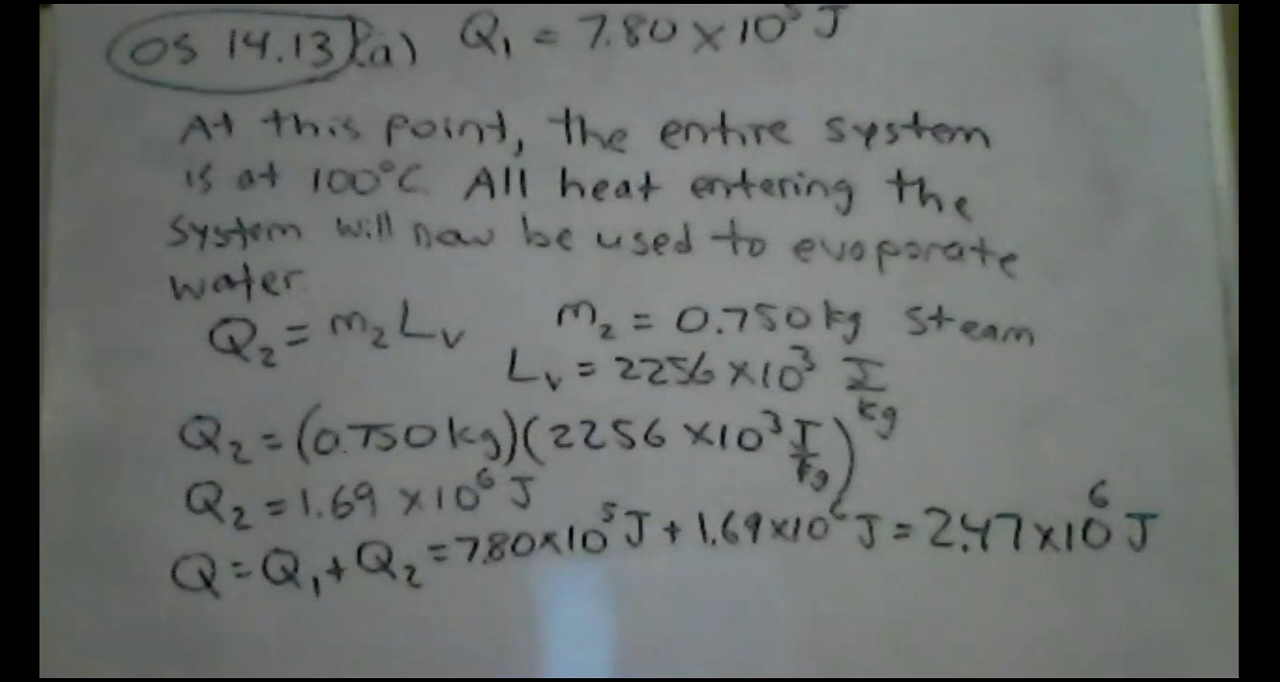 OS 14.13 (a) Q₁ = 7.80 × 10⁵ J
At this point, the entire system
is at 100°C. All heat entering the
system will now be used to evaporate
water.
Q₂ = m₂Lᵥ m₂ = 0.750 kg steam
Lᵥ = 2256 × 10³ J/kg
Q₂ = (0.750 kg)(2256 × 10³ J/kg)
Q₂ = 1.69 × 10⁶ J
Q = Q₁ + Q₂ = 7.80 × 10⁵ J + 1.69 × 10⁶ J = 2.47 × 10⁶ J